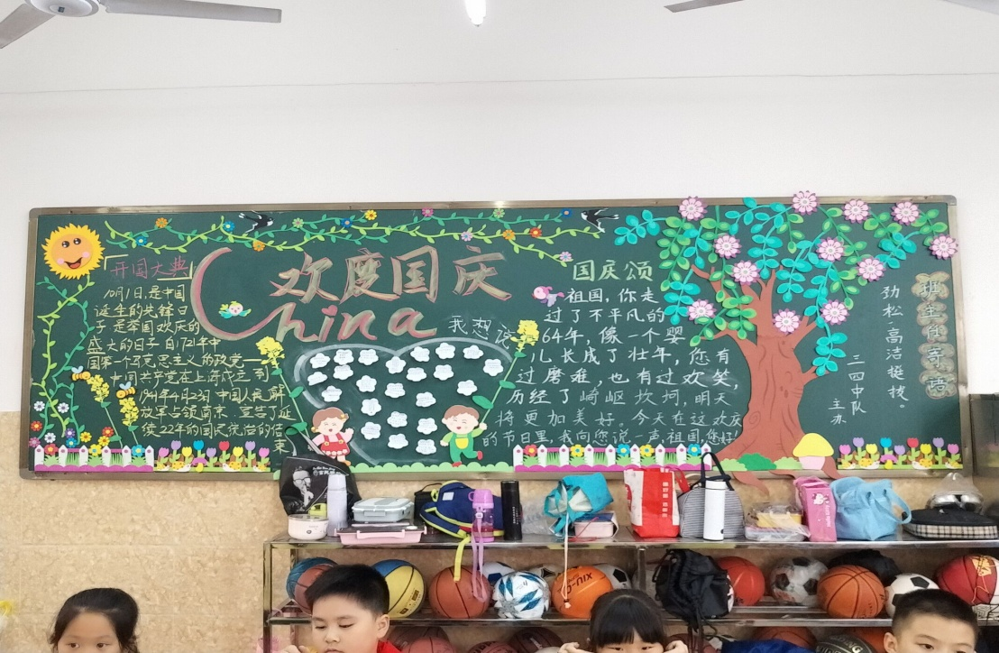 开国大典
10月1日,是中国
诞生的先锋日
子是举国欢庆的
盛大的日子自1921年中
国第一个马克思主义的政党——
中国共产党在上海成立到
1949年4月23日中国人民解
放军占领南京宣告了延
续22年的国民统治的结
束
欢度国庆
China
我想说
国庆颂
祖国,你走
过了不平凡的
64年,像一个婴
儿长成了壮年,您有
过磨难,也有过欢笑,
历经了崎岖坎坷,明天
将更加美好。今天在这欢庆
的节日里,我向您说一声祖国,您好!
班主任寄语
劲松,高洁挺拔。
三四中队
主办